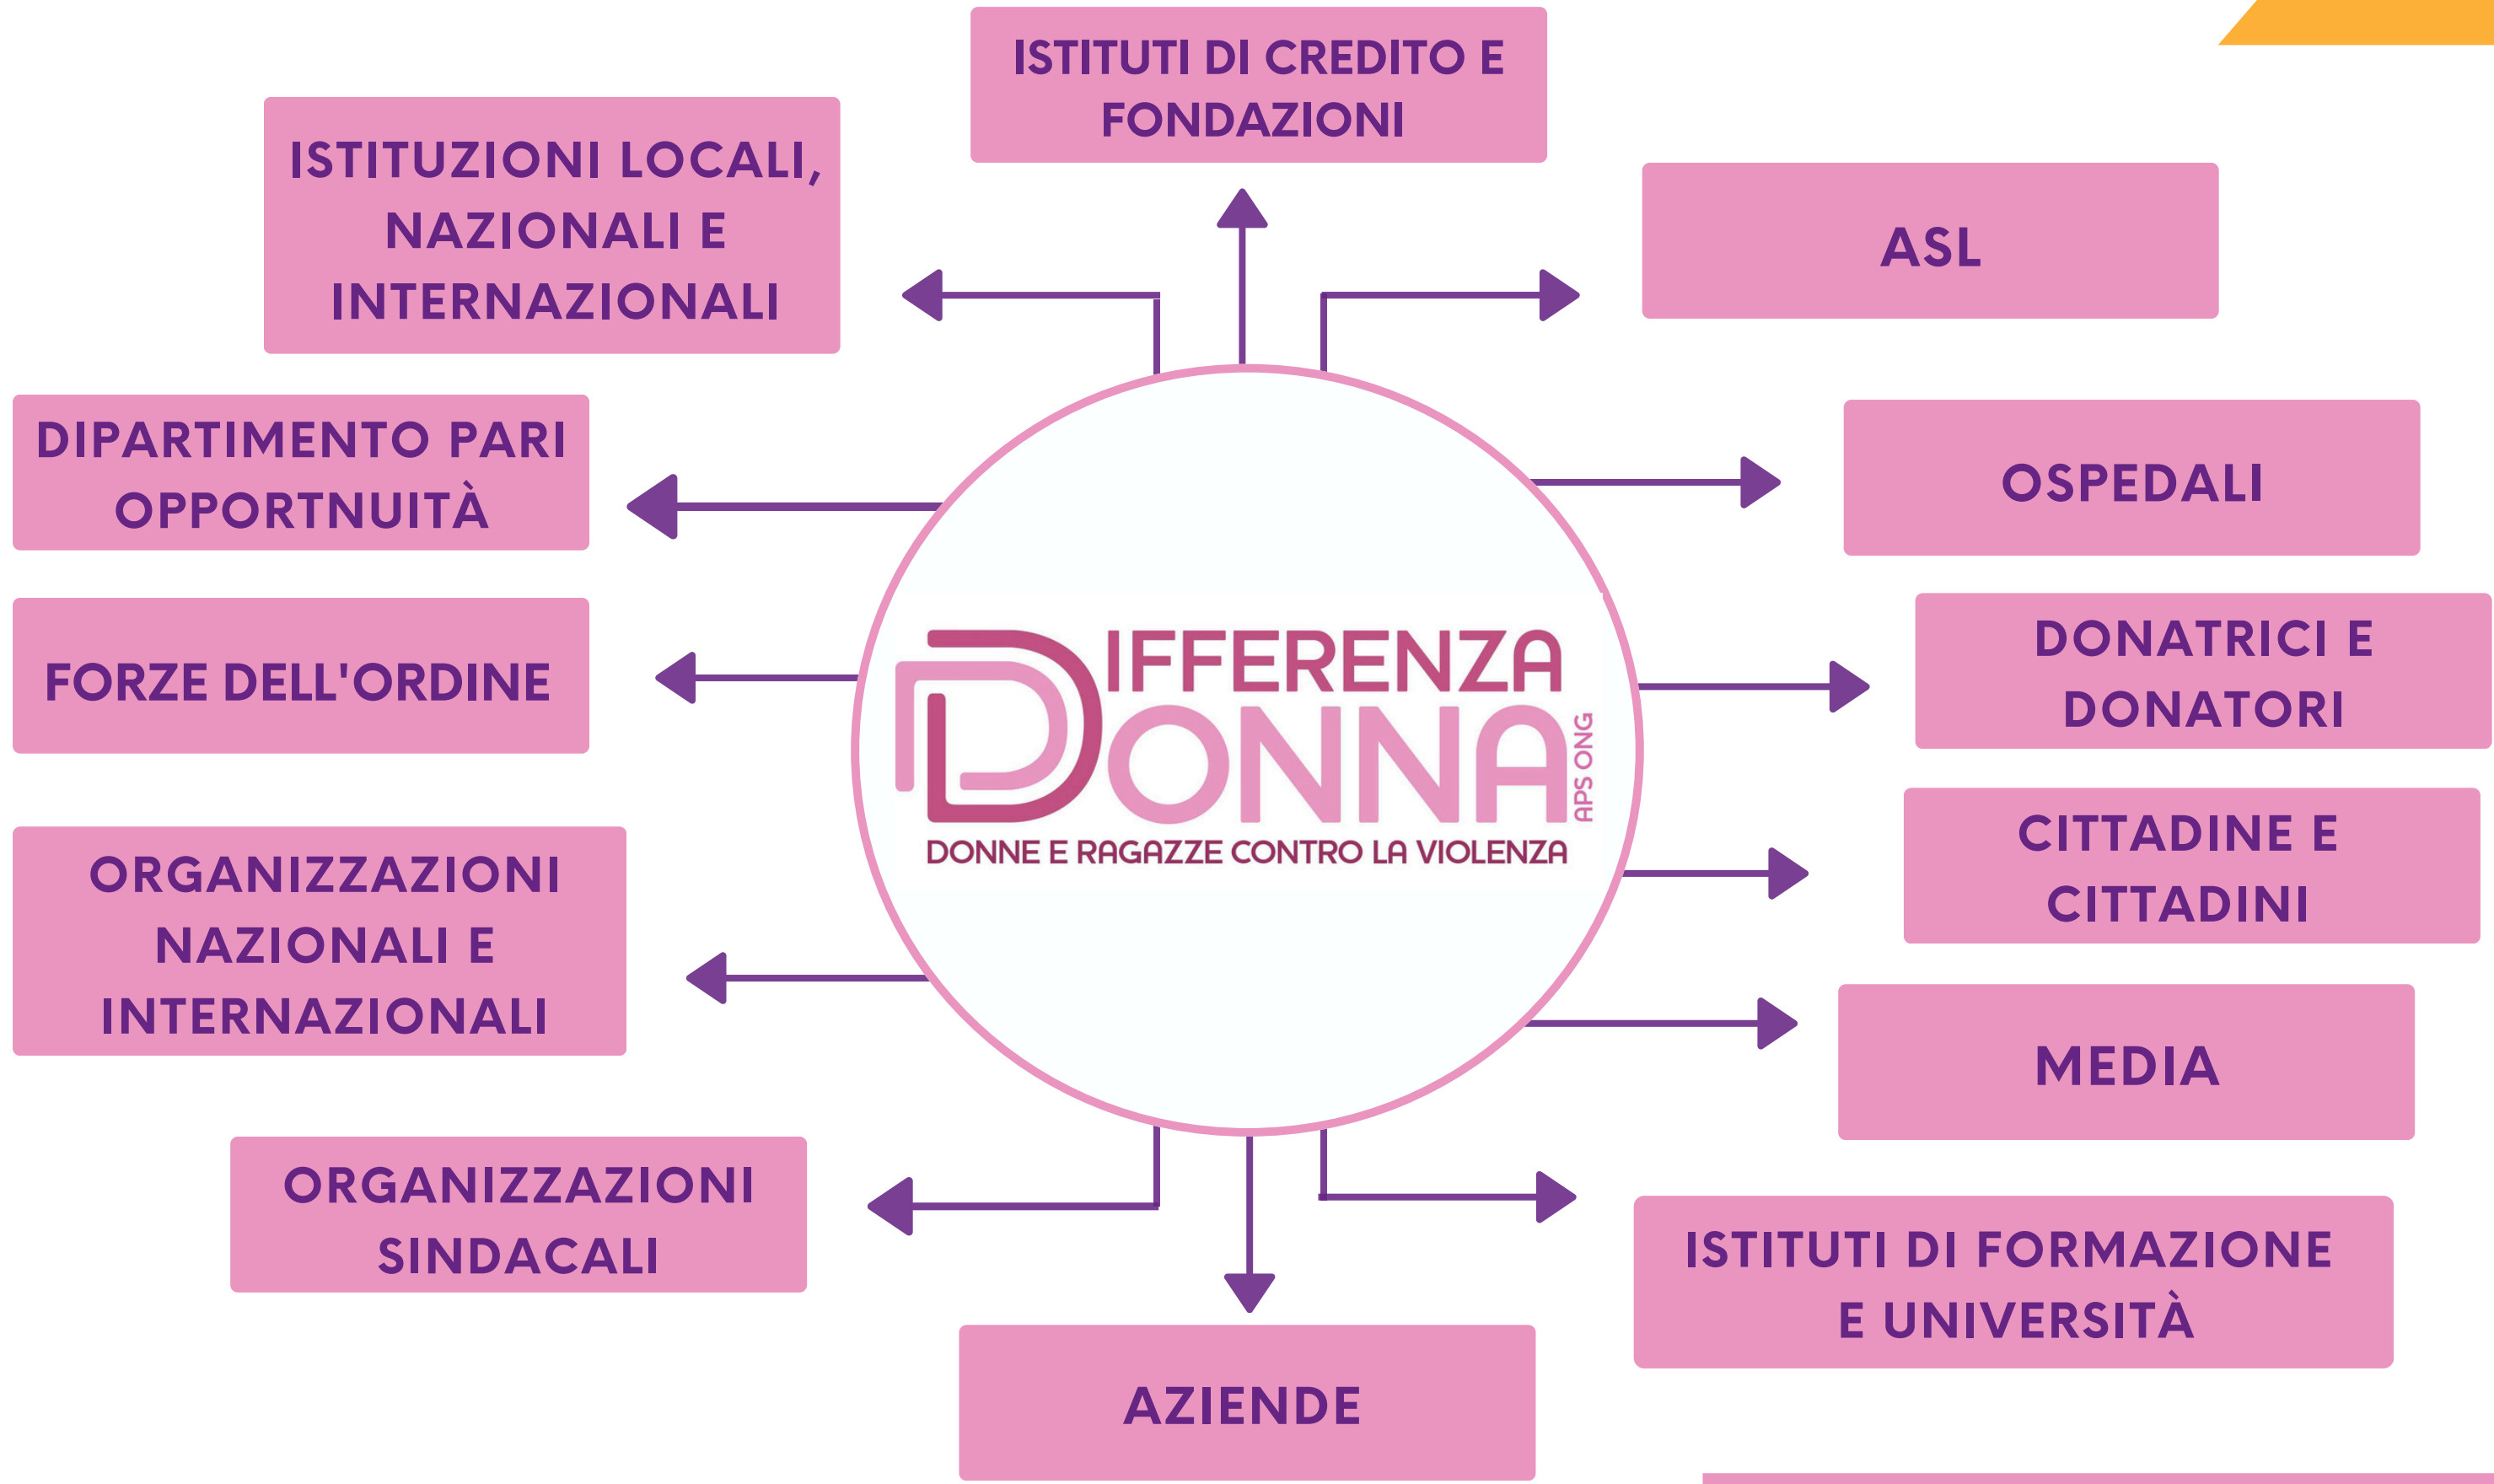 ISTITUTI DI CREDITO E
FONDAZIONI
ISTITUZIONI LOCALI,
NAZIONALI E
INTERNAZIONALI
ASL
DIPARTIMENTO PARI
OPPORTNUITÀ
OSPEDALI
FORZE DELL'ORDINE
DIFFERENZA
DONNA
APS ONG
DONNE E RAGAZZE CONTRO LA VIOLENZA
DONATRICI E
DONATORI
CITTADINE E
CITTADINI
ORGANIZZAZIONI
NAZIONALI E
INTERNAZIONALI
MEDIA
ORGANIZZAZIONI
SINDACALI
ISTITUTI DI FORMAZIONE
E UNIVERSITÀ
AZIENDE